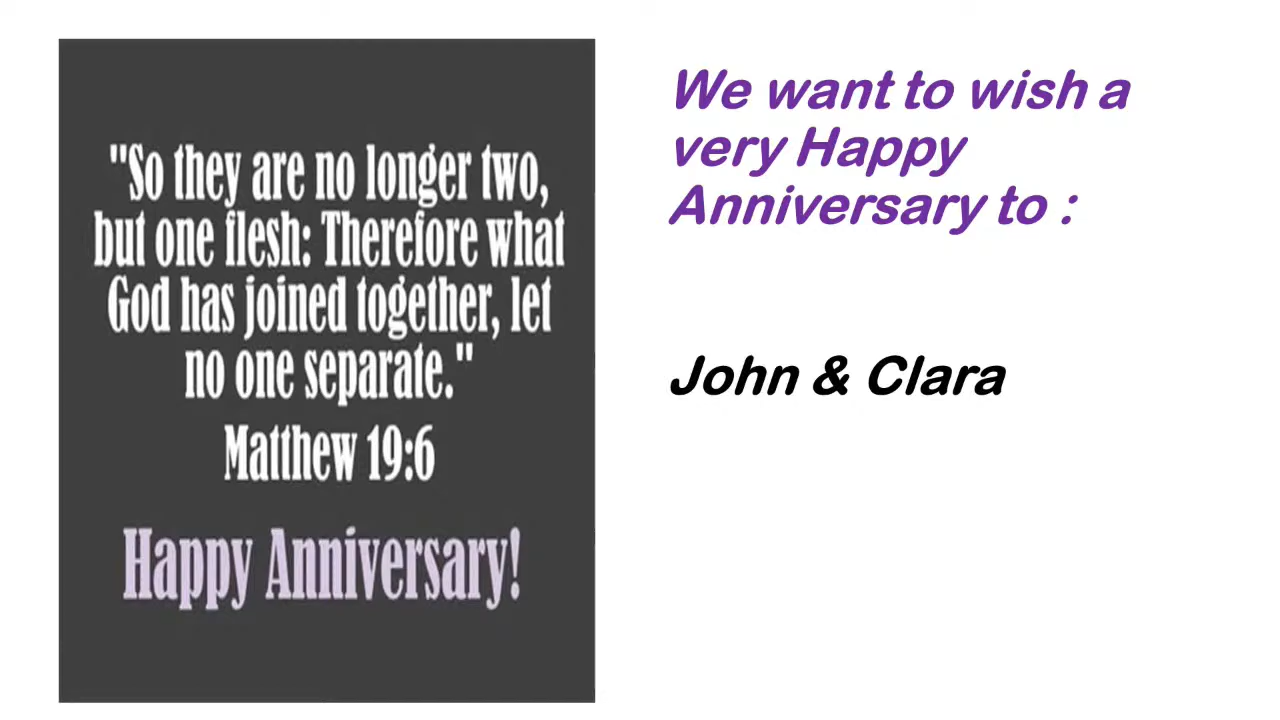 "So they are no longer two,
but one flesh: Therefore what
God has joined together, let
no one separate."
Matthew 19:6
Happy Anniversary!
We want to wish a
very Happy
Anniversary to :
John & Clara